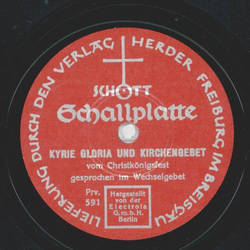 LIEFERUNG DURCH DEN VERLAG HERDER FREIBURG IM BREISGAU
SCHOTT
Schallplatte
KYRIE GLORIA UND KIRCHENGEBET
vom Christkönigsfest
gesprochen im Wechselgebet
Prv.
591
Hergestellt
von der
Electrola
G.m.b.H.
Berlin